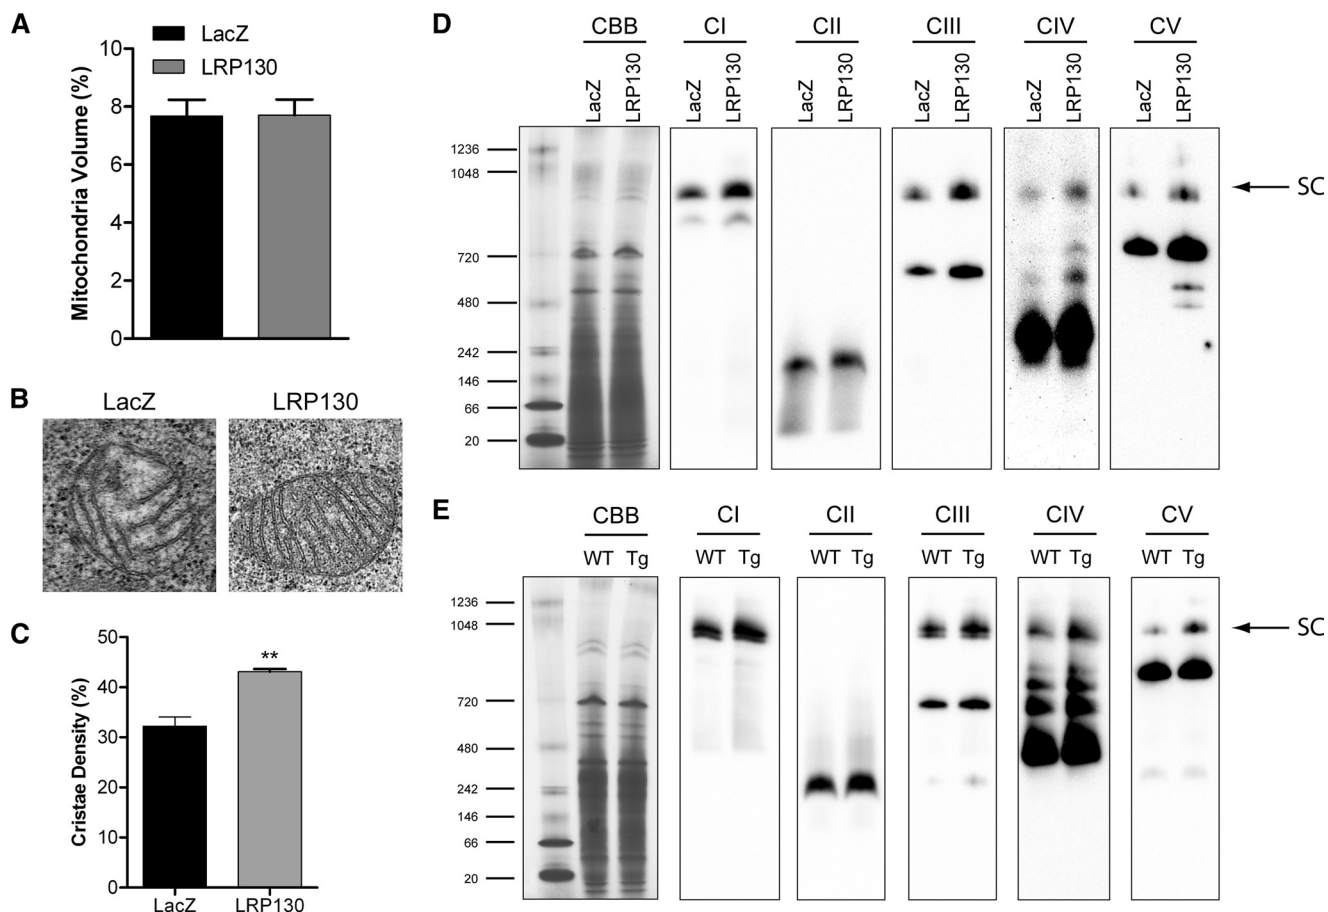 A
LacZ
LRP130
Mitochondria Volume (%)
10
8
6
4
2
0
B
LacZ
LRP130
C
Cristae Density (%)
50
40
30
20
10
0
**
LacZ
LRP130
D
CBB
CI
CII
CIII
CIV
CV
LacZ
LRP130
LacZ
LRP130
LacZ
LRP130
LacZ
LRP130
LacZ
LRP130
LacZ
LRP130
1236
1048
720
480
242
146
66
20
SC
E
CBB
CI
CII
CIII
CIV
CV
WT Tg
WT Tg
WT Tg
WT Tg
WT Tg
WT Tg
1236
1048
720
480
242
146
66
20
SC